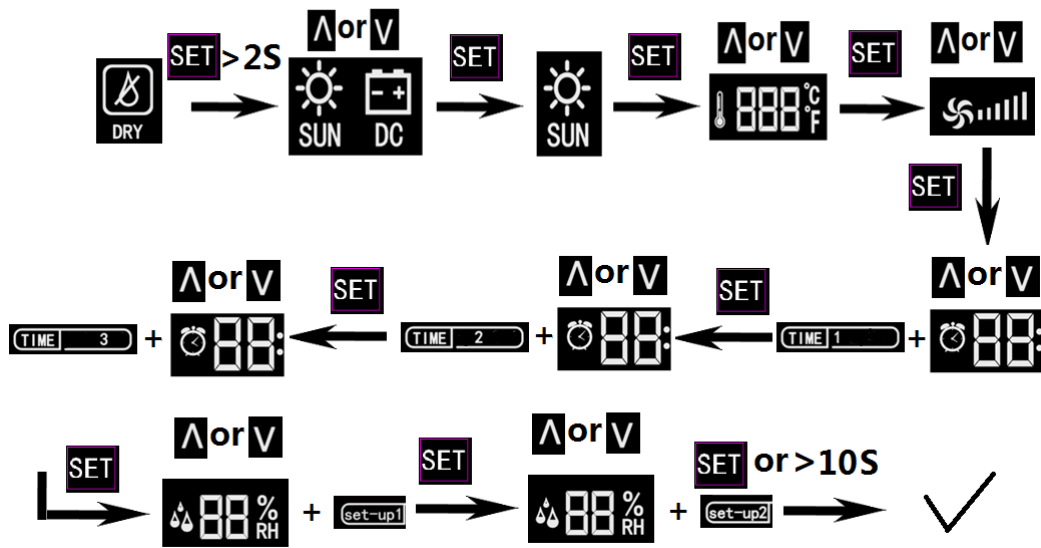 Λ or V
Λ or V
Λ or V
SET >2S
SET
SET
SET
DRY
SUN
- +
DC
SUN
888 °C °F
SET
Λ or V
SET
Λ or V
SET
Λ or V
TIME 3
+
88:
TIME 2
+
88:
TIME 1
+
88:
SET
Λ or V
SET
Λ or V
SET or >10S
88 % RH
+
set-up1
88 % RH
+
set-up2